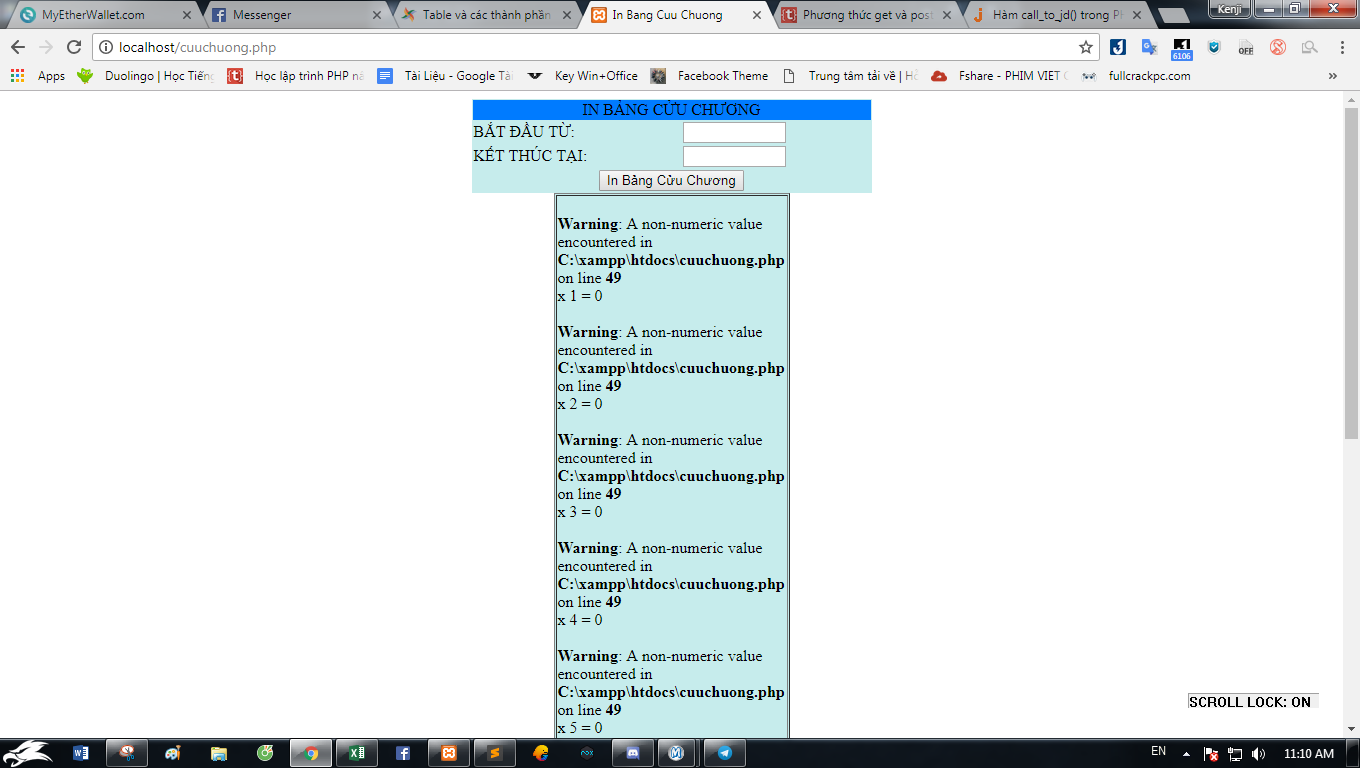 MyEtherWallet.com
Messenger
Table và các thành phần
In Bang Cuu Chuong
Phương thức get và post
Hàm call_to_jd() trong PH
Kenji
localhost/cuuchuong.php
6106
OFF
Apps
Duolingo | Học Tiếng
Học lập trình PHP nâ
Tài Liệu - Google Tài
Key Win+Office
Facebook Theme
Trung tâm tải về | Hỗ
Fshare - PHIM VIET
fullcrackpc.com
»
IN BẢNG CỬU CHƯƠNG
BẮT ĐẦU TỪ:
KẾT THÚC TẠI:
In Bảng Cửu Chương
Warning: A non-numeric value
encountered in
C:\xampp\htdocs\cuuchuong.php
on line 49
x 1 = 0
Warning: A non-numeric value
encountered in
C:\xampp\htdocs\cuuchuong.php
on line 49
x 2 = 0
Warning: A non-numeric value
encountered in
C:\xampp\htdocs\cuuchuong.php
on line 49
x 3 = 0
Warning: A non-numeric value
encountered in
C:\xampp\htdocs\cuuchuong.php
on line 49
x 4 = 0
Warning: A non-numeric value
encountered in
C:\xampp\htdocs\cuuchuong.php
on line 49
x 5 = 0
SCROLL LOCK: ON
EN
11:10 AM